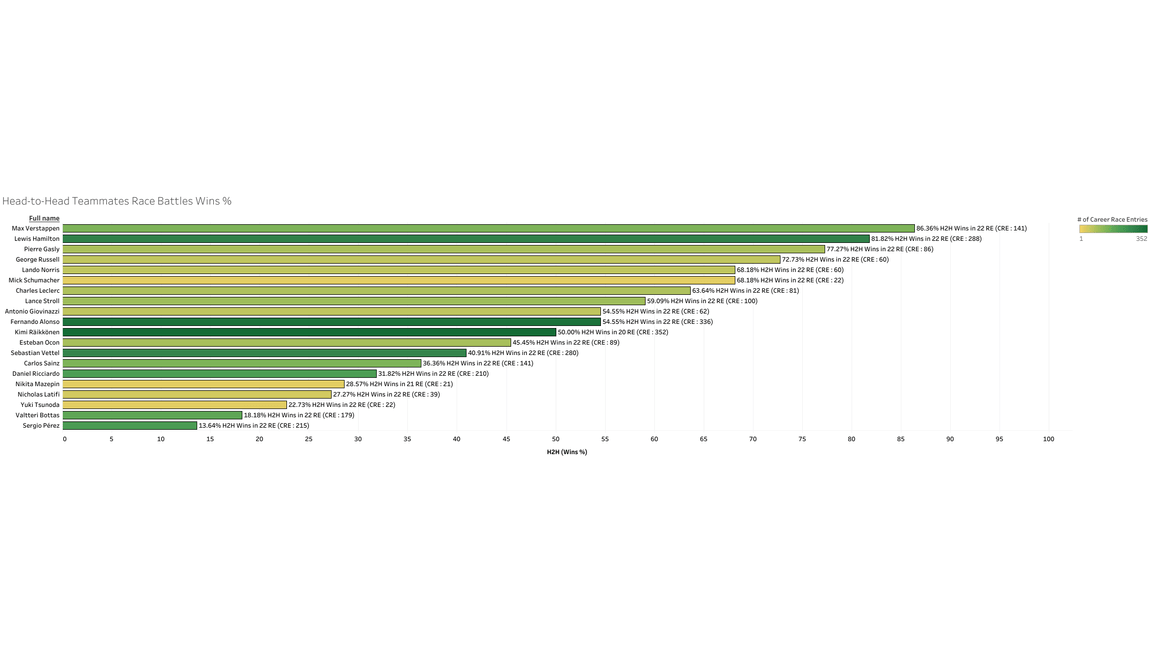 Head-to-Head Teammates Race Battles Wins %
Full name
# of Career Race Entries
1 352
Max Verstappen 86.36% H2H Wins in 22 RE (CRE : 141)
Lewis Hamilton 81.82% H2H Wins in 22 RE (CRE : 288)
Pierre Gasly 77.27% H2H Wins in 22 RE (CRE : 86)
George Russell 72.73% H2H Wins in 22 RE (CRE : 60)
Lando Norris 68.18% H2H Wins in 22 RE (CRE : 60)
Mick Schumacher 68.18% H2H Wins in 22 RE (CRE : 22)
Charles Leclerc 63.64% H2H Wins in 22 RE (CRE : 81)
Lance Stroll 59.09% H2H Wins in 22 RE (CRE : 100)
Antonio Giovinazzi 54.55% H2H Wins in 22 RE (CRE : 62)
Fernando Alonso 54.55% H2H Wins in 22 RE (CRE : 336)
Kimi Räikkönen 50.00% H2H Wins in 20 RE (CRE : 352)
Esteban Ocon 45.45% H2H Wins in 22 RE (CRE : 89)
Sebastian Vettel 40.91% H2H Wins in 22 RE (CRE : 280)
Carlos Sainz 36.36% H2H Wins in 22 RE (CRE : 141)
Daniel Ricciardo 31.82% H2H Wins in 22 RE (CRE : 210)
Nikita Mazepin 28.57% H2H Wins in 21 RE (CRE : 21)
Nicholas Latifi 27.27% H2H Wins in 22 RE (CRE : 39)
Yuki Tsunoda 22.73% H2H Wins in 22 RE (CRE : 22)
Valtteri Bottas 18.18% H2H Wins in 22 RE (CRE : 179)
Sergio Pérez 13.64% H2H Wins in 22 RE (CRE : 215)
0 5 10 15 20 25 30 35 40 45 50 55 60 65 70 75 80 85 90 95 100
H2H (Wins %)